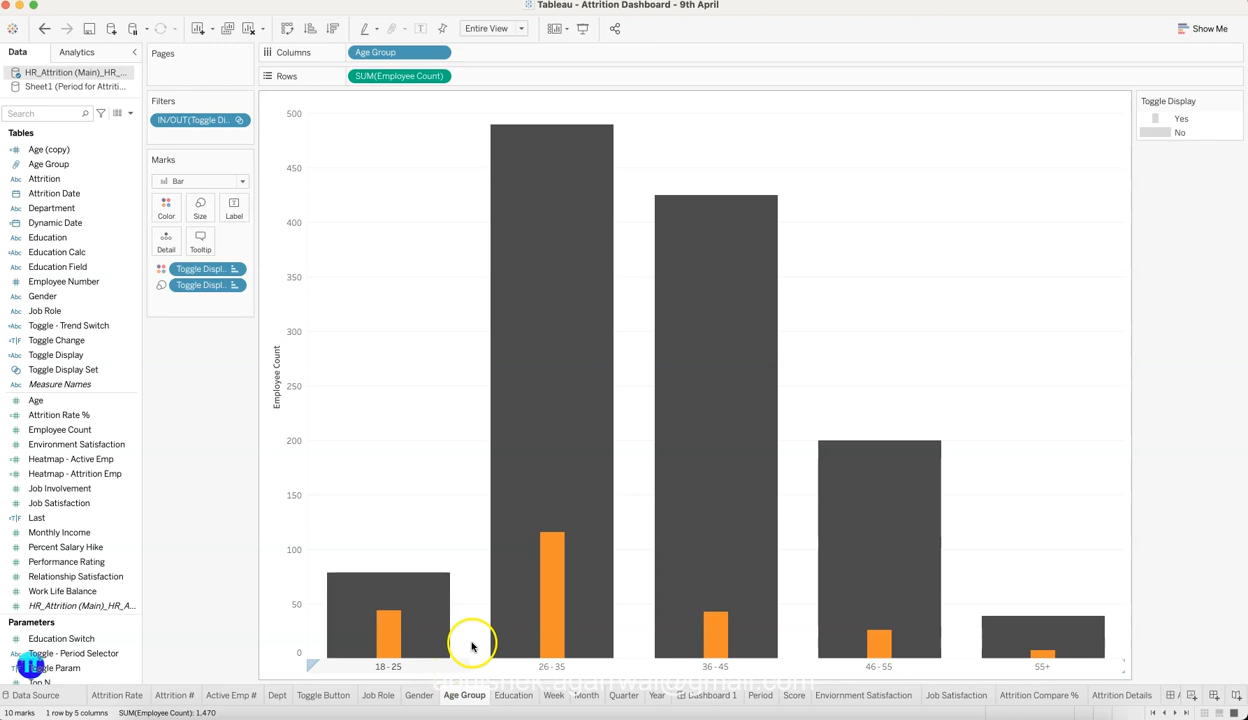 Tableau - Attrition Dashboard - 9th April
Entire View
Show Me
Data
Analytics
Pages
Columns
Age Group
Rows
SUM(Employee Count)
HR_Attrition (Main)_HR_...
Sheet1 (Period for Attriti...
Search
Filters
IN/OUT(Toggle Di..
Marks
Bar
Color
Size
Label
Detail
Tooltip
Toggle Displ..
Toggle Displ..
Tables
Age (copy)
Age Group
Attrition
Attrition Date
Department
Dynamic Date
Education
Education Calc
Education Field
Employee Number
Gender
Job Role
Toggle - Trend Switch
Toggle Change
Toggle Display
Toggle Display Set
Measure Names
Age
Attrition Rate %
Employee Count
Environment Satisfaction
Heatmap - Active Emp
Heatmap - Attrition Emp
Job Involvement
Job Satisfaction
Last
Monthly Income
Percent Salary Hike
Performance Rating
Relationship Satisfaction
Work Life Balance
HR_Attrition (Main)_HR_A...
Parameters
Education Switch
Toggle - Period Selector
Toggle Param
Top N
Employee Count
500
450
400
350
300
250
200
150
100
50
0
18 - 25
26 - 35
36 - 45
46 - 55
55+
Toggle Display
Yes
No
Data Source
Attrition Rate
Attrition #
Active Emp #
Dept
Toggle Button
Job Role
Gender
Age Group
Education
Week
Month
Quarter
Year
Dashboard 1
Period
Score
Enviornment Satisfaction
Job Satisfaction
Attrition Compare %
Attrition Details
10 marks
1 row by 5 columns
SUM(Employee Count): 1,470